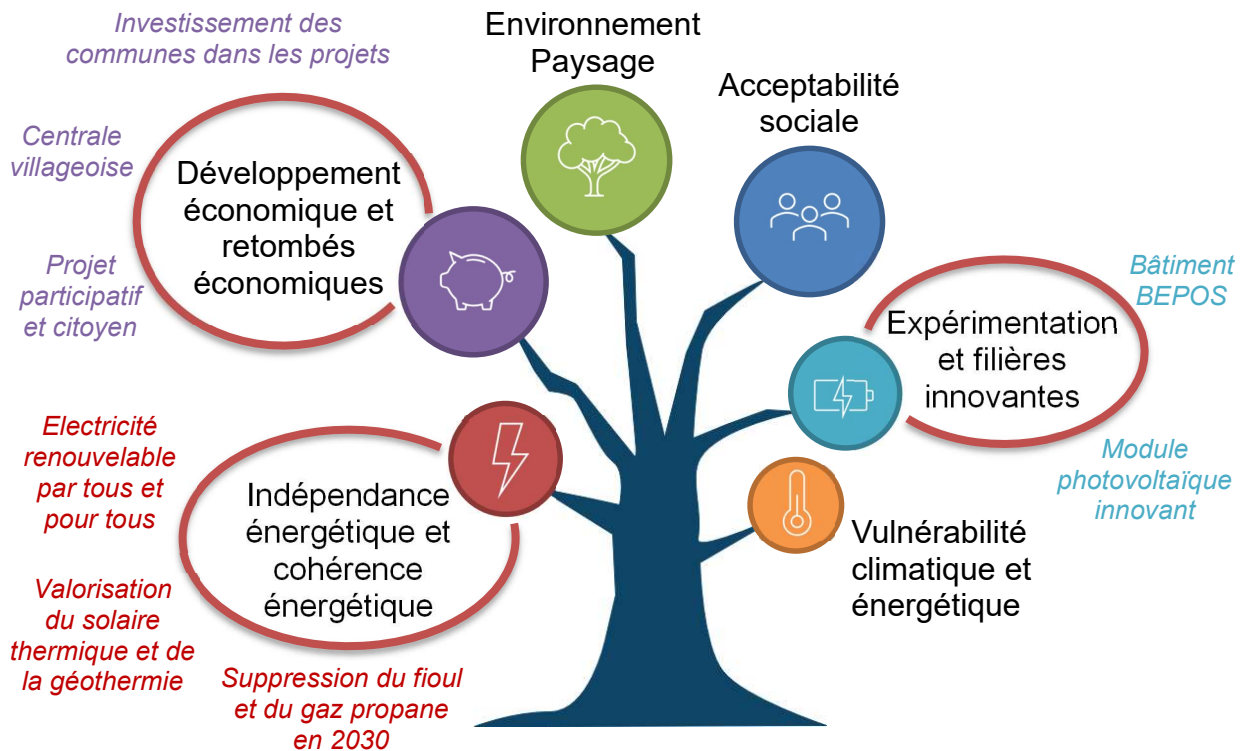 Investissement des
communes dans les projets
Environnement
Paysage
Acceptabilité
sociale
Centrale
villageoise
Développement
économique et
retombés
économiques
Projet
participatif
et citoyen
Bâtiment
BEPOS
Expérimentation
et filières
innovantes
Module
photovoltaïque
innovant
Electricité
renouvelable
par tous et
pour tous
Indépendance
énergétique et
cohérence
énergétique
Vulnérabilité
climatique et
énergétique
Valorisation
du solaire
thermique et de
la géothermie
Suppression du fioul
et du gaz propane
en 2030